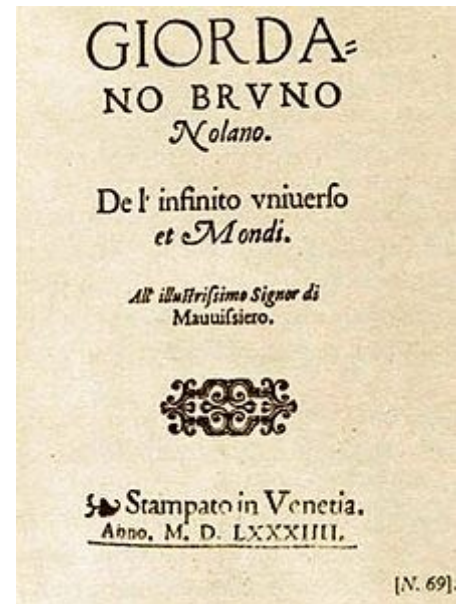 GIORDA=
NO BRVNO
Nolano.
De l' infinito vniuerſo
et Mondi.
All' illuſtriſsimo Signor di
Mauuiſsiero.
Stampato in Venetia.
Anno. M. D. LXXXIIII.
[N. 69].